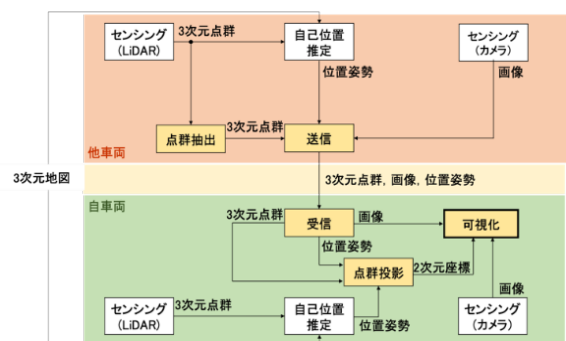 センシング
(LiDAR)
3次元点群
自己位置
推定
センシング
(カメラ)
位置姿勢
画像
点群抽出
3次元点群
送信
他車両
3次元地図
3次元点群, 画像, 位置姿勢
自車両
3次元点群
受信
画像
可視化
位置姿勢
点群投影
2次元座標
画像
センシング
(LiDAR)
3次元点群
自己位置
推定
位置姿勢
センシング
(カメラ)